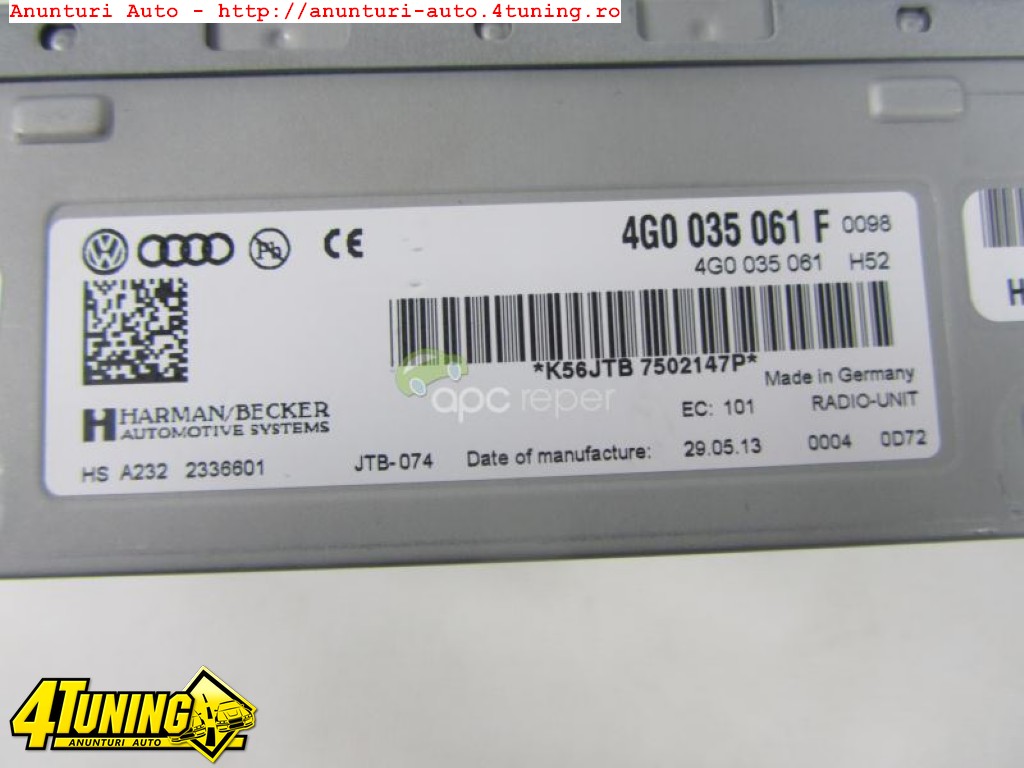 Anunturi Auto - http://anunturi-auto.4tuning.ro
4G0 035 061 F 0098
4G0 035 061 H52
Pb
CE
*K56JTB 7502147P*
Made in Germany
apc reper
HARMAN/BECKER
AUTOMOTIVE SYSTEMS
EC: 101 RADIO-UNIT
HS A232 2336601 JTB-074 Date of manufacture: 29.05.13 0004 0D72
H
4TUNING
ANUNTURI AUTO